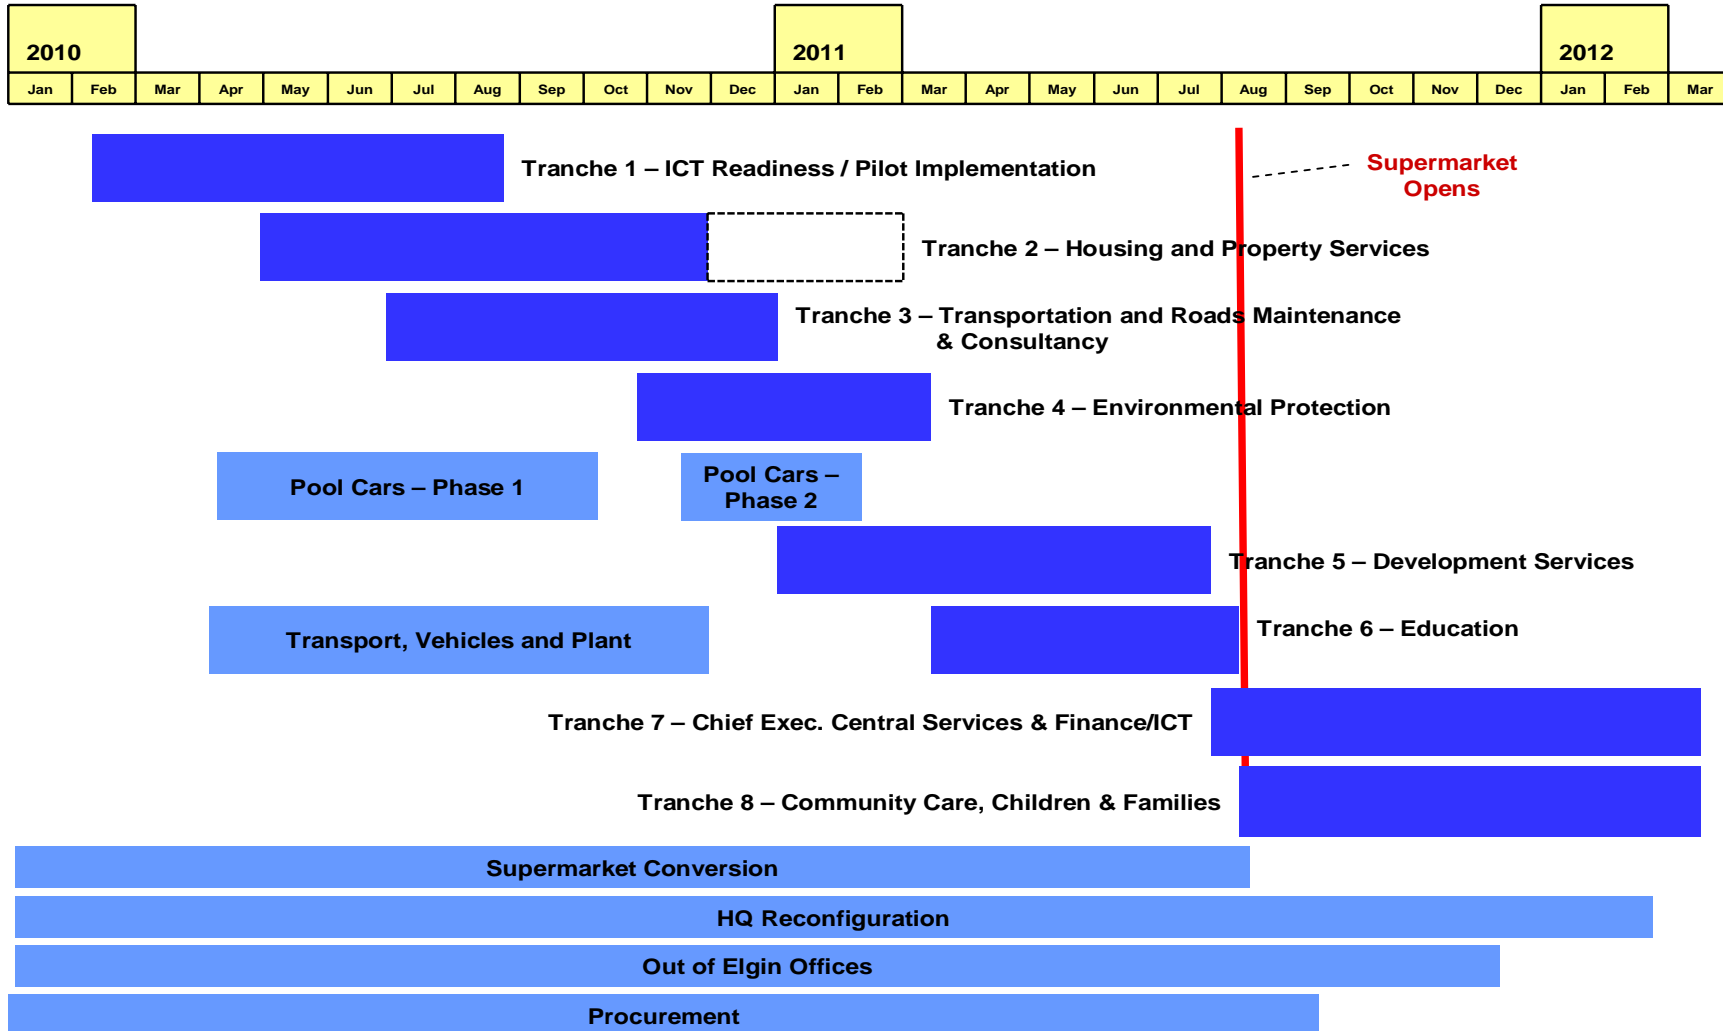 2010 2011 2012
Jan Feb Mar Apr May Jun Jul Aug Sep Oct Nov Dec Jan Feb Mar Apr May Jun Jul Aug Sep Oct Nov Dec Jan Feb Mar
Tranche 1 – ICT Readiness / Pilot Implementation
Supermarket
Opens
Tranche 2 – Housing and Property Services
Tranche 3 – Transportation and Roads Maintenance
& Consultancy
Tranche 4 – Environmental Protection
Pool Cars – Phase 1
Pool Cars –
Phase 2
Tranche 5 – Development Services
Transport, Vehicles and Plant
Tranche 6 – Education
Tranche 7 – Chief Exec. Central Services & Finance/ICT
Tranche 8 – Community Care, Children & Families
Supermarket Conversion
HQ Reconfiguration
Out of Elgin Offices
Procurement